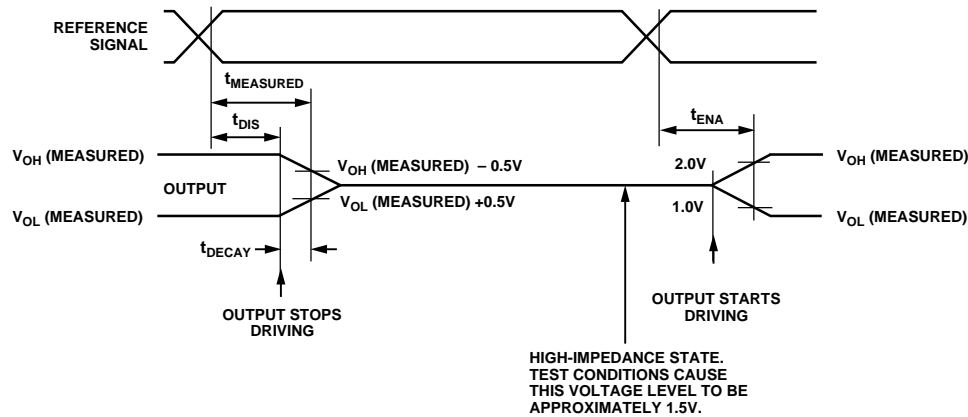 REFERENCE
SIGNAL
tMEASURED
tDIS
tENA
VOH (MEASURED)
VOH (MEASURED) – 0.5V
2.0V
VOH (MEASURED)
OUTPUT
VOL (MEASURED)
VOL (MEASURED) +0.5V
1.0V
VOL (MEASURED)
tDECAY
OUTPUT STOPS
DRIVING
OUTPUT STARTS
DRIVING
HIGH-IMPEDANCE STATE.
TEST CONDITIONS CAUSE
THIS VOLTAGE LEVEL TO BE
APPROXIMATELY 1.5V.